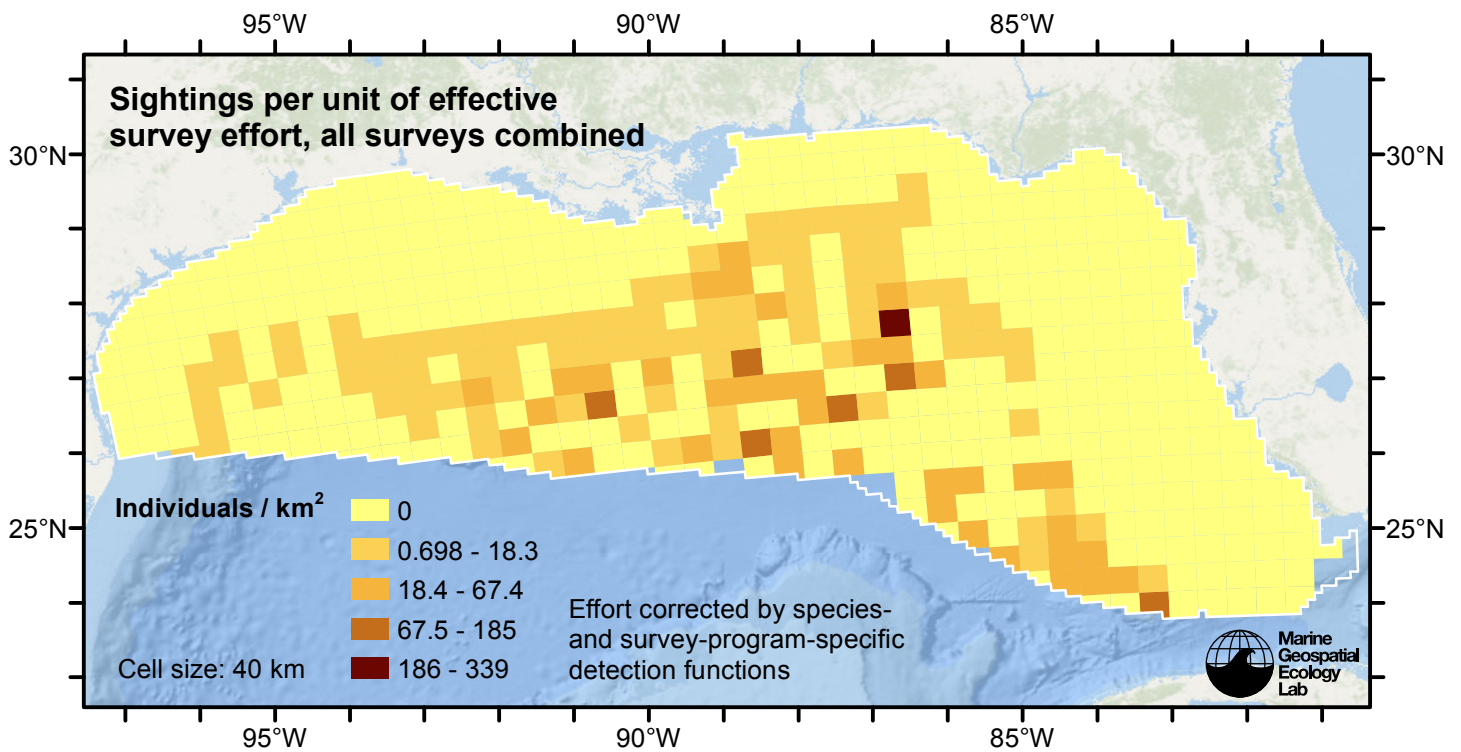 95°W 90°W 85°W
Sightings per unit of effective
survey effort, all surveys combined
30°N 30°N
25°N 25°N
Individuals / km²
0
0.698 - 18.3
18.4 - 67.4
67.5 - 185
186 - 339
Cell size: 40 km
Effort corrected by species-
and survey-program-specific
detection functions
Marine
Geospatial
Ecology
Lab
95°W 90°W 85°W